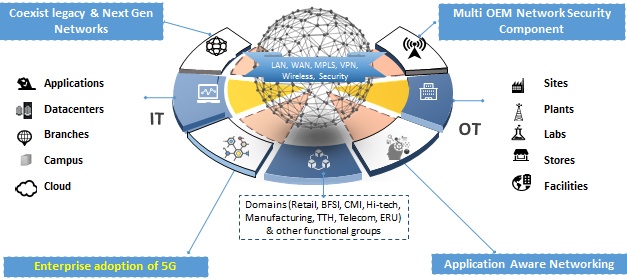 Coexist legacy & Next Gen
Networks
Multi OEM Network Security
Component
LAN, WAN, MPLS, VPN,
Wireless, Security
Applications
Datacenters
Branches
Campus
Cloud
IT
OT
Sites
Plants
Labs
Stores
Facilities
Domains (Retail, BFSI, CMI, Hi-tech,
Manufacturing, TTH, Telecom, ERU)
& other functional groups
Enterprise adoption of 5G
Application Aware Networking